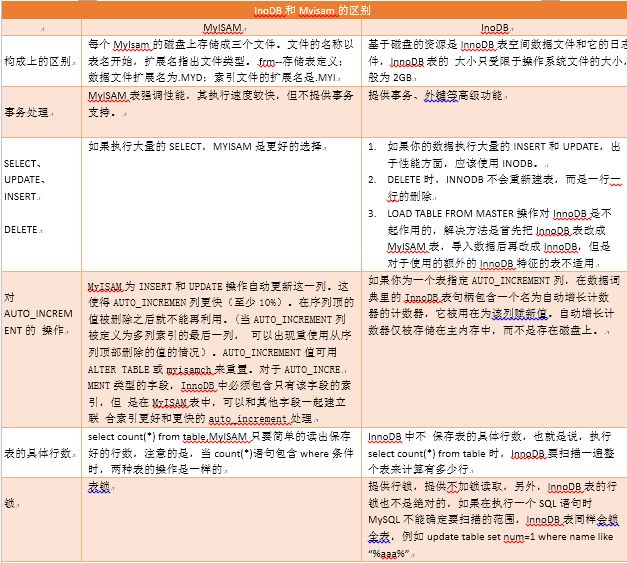 InoDB 和 Myisam 的区别
MyISAM
InoDB
构成上的区别
每个 MyIsam 的磁盘上存储成三个文件。文件的名称以
表名开始，扩展名指出文件类型。.frm--存储表定义；
数据文件扩展名为.MYD；索引文件的扩展名是.MYI。
基于磁盘的资源是 InnoDB 表空间数据文件和它的日志
件，InnoDB 表的 大小只受限于操作系统文件的大小，
般为 2GB。
事务处理
MyISAM 表强调性能，其执行速度较快，但不提供事务
支持。
提供事务、外键等高级功能。
SELECT、
UPDATE、
INSERT、
DELETE、
如果执行大量的 SELECT，MYISAM 是更好的选择
1. 如果你的数据执行大量的 INSERT 和 UPDATE，出
于性能方面，应该使用 INODB。
2. DELETE 时，INNODB 不会重新建表，而是一行一
行的删除
3. LOAD TABLE FROM MASTER 操作对 InnoDB 是不
起作用的，解决方法是首先把 InnoDB 表改成
MyISAM 表，导入数据后再改成 InnoDB，但是
对于使用的额外的 InnoDB 特征的表不适用
对
AUTO_INCREM
ENT 的 操作
MyISAM 为 INSERT 和 UPDATE 操作自动更新这一列。这
使得 AUTO_INCREMEN 列更快（至少 10%）。在序列顶的
值被删除之后就不能再利用。（当 AUTO_INCREMENT 列
被定义为多列索引的最后一列， 可以出现重使用从序
列顶部删除的值的情况）。AUTO_INCREMENT 值可用
ALTER TABLE 或 myisamch 来重置。对于 AUTO_INCRE
MENT 类型的字段，InnoDB 中必须包含只有该字段的索
引，但 是在 MyISAM 表中，可以和其他字段一起建立
联 合索引更好和更快的 auto_increment 处理
如果你为一个表指定 AUTO_INCREMENT 列，在数据词
典里的 InnoDB 表句柄包含一个名为自动增长计数
器的计数器，它被用在为该列赋新值。自动增长计
数器仅被存储在主内存中，而不是存在磁盘上。
表的具体行数
select count(*) from table,MyISAM 只要简单的读出保存
好的行数，注意的是，当 count(*)语句包含 where 条件
时，两种表的操作是一样的
InnoDB 中不 保存表的具体行数，也就是说，执行
select count(*) from table 时，InnoDB 要扫描一遍整
个表来计算有多少行
锁
表锁
提供行锁，提供不加锁读取，另外，InnoDB 表的行
锁也不是绝对的，如果在执行一个 SQL 语句时
MySQL 不能确定要扫描的范围，InnoDB 表同样会锁
全表，例如 update table set num=1 where name like
“%aaa%”